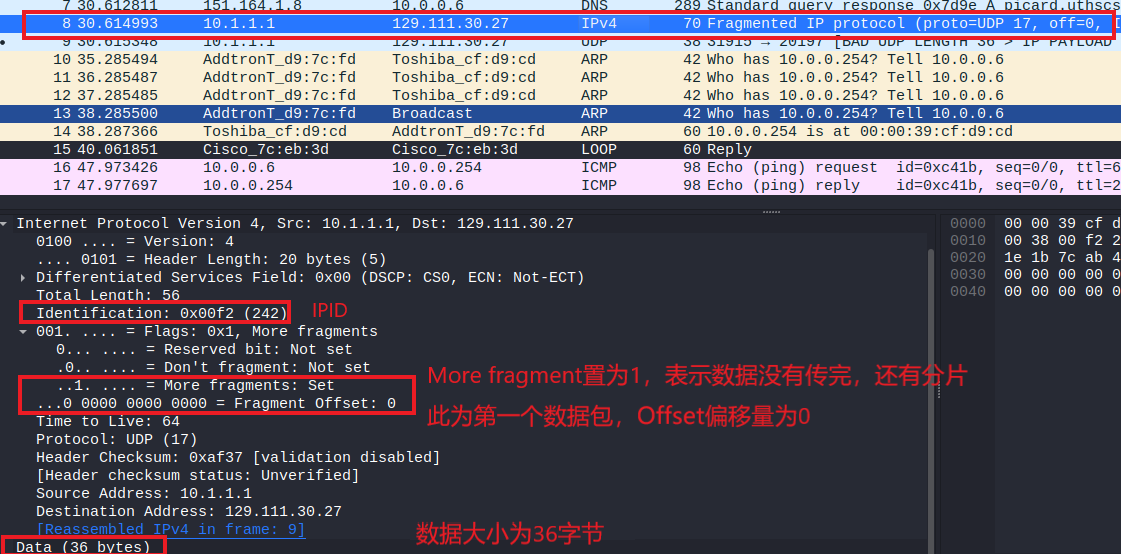 7 30.612811 151.164.1.8 10.0.0.6 DNS 289 Standard query response 0x7d9e A picard.uthscs
8 30.614993 10.1.1.1 129.111.30.27 IPv4 70 Fragmented IP protocol (proto=UDP 17, off=0,
9 30.615348 10.1.1.1 129.111.30.27 UDP 38 31915 → 20197 [BAD UDP LENGTH 36 > IP PAYLOAD
10 35.285494 AddtronT_d9:7c:fd Toshiba_cf:d9:cd ARP 42 Who has 10.0.0.254? Tell 10.0.0.6
11 36.285487 AddtronT_d9:7c:fd Toshiba_cf:d9:cd ARP 42 Who has 10.0.0.254? Tell 10.0.0.6
12 37.285485 AddtronT_d9:7c:fd Toshiba_cf:d9:cd ARP 42 Who has 10.0.0.254? Tell 10.0.0.6
13 38.285500 AddtronT_d9:7c:fd Broadcast ARP 42 Who has 10.0.0.254? Tell 10.0.0.6
14 38.287366 Toshiba_cf:d9:cd AddtronT_d9:7c:fd ARP 60 10.0.0.254 is at 00:00:39:cf:d9:cd
15 40.061851 Cisco_7c:eb:3d Cisco_7c:eb:3d LOOP 60 Reply
16 47.973426 10.0.0.6 10.0.0.254 ICMP 98 Echo (ping) request id=0xc41b, seq=0/0, ttl=6
17 47.977697 10.0.0.254 10.0.0.6 ICMP 98 Echo (ping) reply id=0xc41b, seq=0/0, ttl=2
Internet Protocol Version 4, Src: 10.1.1.1, Dst: 129.111.30.27
0100 .... = Version: 4
.... 0101 = Header Length: 20 bytes (5)
Differentiated Services Field: 0x00 (DSCP: CS0, ECN: Not-ECT)
Total Length: 56
Identification: 0x00f2 (242) IPID
001. .... = Flags: 0x1, More fragments
0... .... = Reserved bit: Not set
.0.. .... = Don't fragment: Not set
..1. .... = More fragments: Set
More fragment置为1，表示数据没有传完，还有分片
...0 0000 0000 0000 = Fragment Offset: 0
此为第一个数据包，Offset偏移量为0
Time to Live: 64
Protocol: UDP (17)
Header Checksum: 0xaf37 [validation disabled]
[Header checksum status: Unverified]
Source Address: 10.1.1.1
Destination Address: 129.111.30.27
[Reassembled IPv4 in frame: 9]
数据大小为36字节
Data (36 bytes)
0000 00 00 39 cf d
0010 00 38 00 f2 2
0020 1e 1b 7c ab 4
0030 00 00 00 00 0
0040 00 00 00 00 0